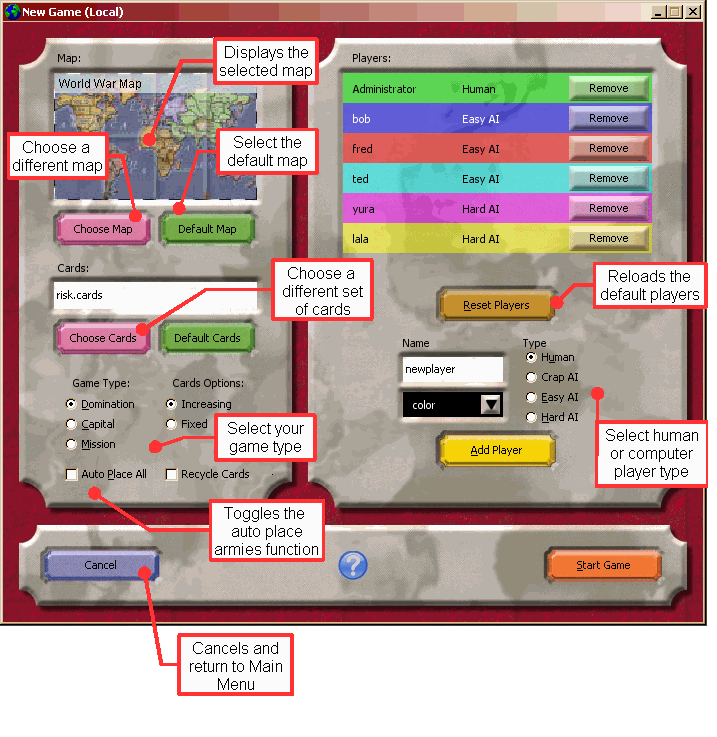 New Game (Local)
Map:
World War Map
Displays the
selected map
Choose a
different map
Select the
default map
Choose Map
Default Map
Cards:
risk.cards
Choose a
different set
of cards
Choose Cards
Default Cards
Game Type:
Cards Options:
Domination
Increasing
Capital
Fixed
Mission
Select your
game type
Auto Place All
Recycle Cards
Toggles the
auto place
armies function
Players:
Administrator Human Remove
bob Easy AI Remove
fred Easy AI Remove
ted Easy AI Remove
yura Hard AI Remove
lala Hard AI Remove
Reloads the
default players
Reset Players
Name
Type
newplayer
Human
Crap AI
color
Easy AI
Hard AI
Select human
or computer
player type
Add Player
Cancel
?
Start Game
Cancels and
return to Main
Menu